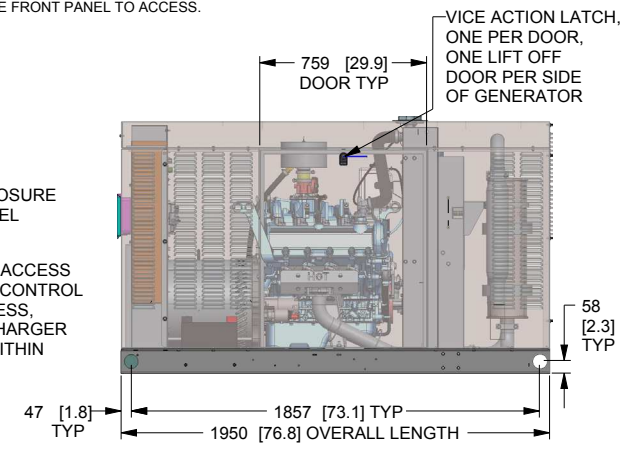 E FRONT PANEL TO ACCESS.
VICE ACTION LATCH,
ONE PER DOOR,
ONE LIFT OFF
DOOR PER SIDE
OF GENERATOR
759 [29.9]
DOOR TYP
OSURE
EL
ACCESS
CONTROL
ESS,
HARGER
ITHIN
HOT
58
[2.3]
TYP
47 [1.8]
TYP
1857 [73.1] TYP
1950 [76.8] OVERALL LENGTH